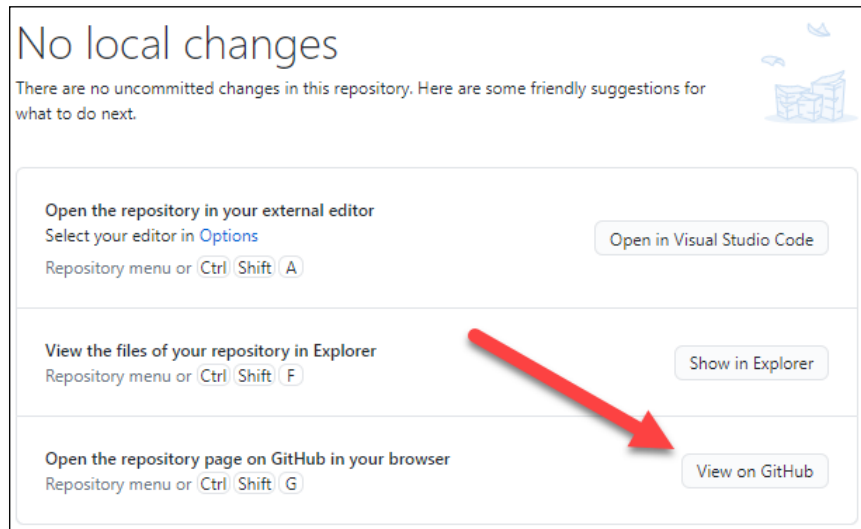 No local changes
There are no uncommitted changes in this repository. Here are some friendly suggestions for
what to do next.
Open the repository in your external editor
Select your editor in Options
Repository menu or Ctrl Shift A
Open in Visual Studio Code
View the files of your repository in Explorer
Repository menu or Ctrl Shift F
Show in Explorer
Open the repository page on GitHub in your browser
Repository menu or Ctrl Shift G
View on GitHub